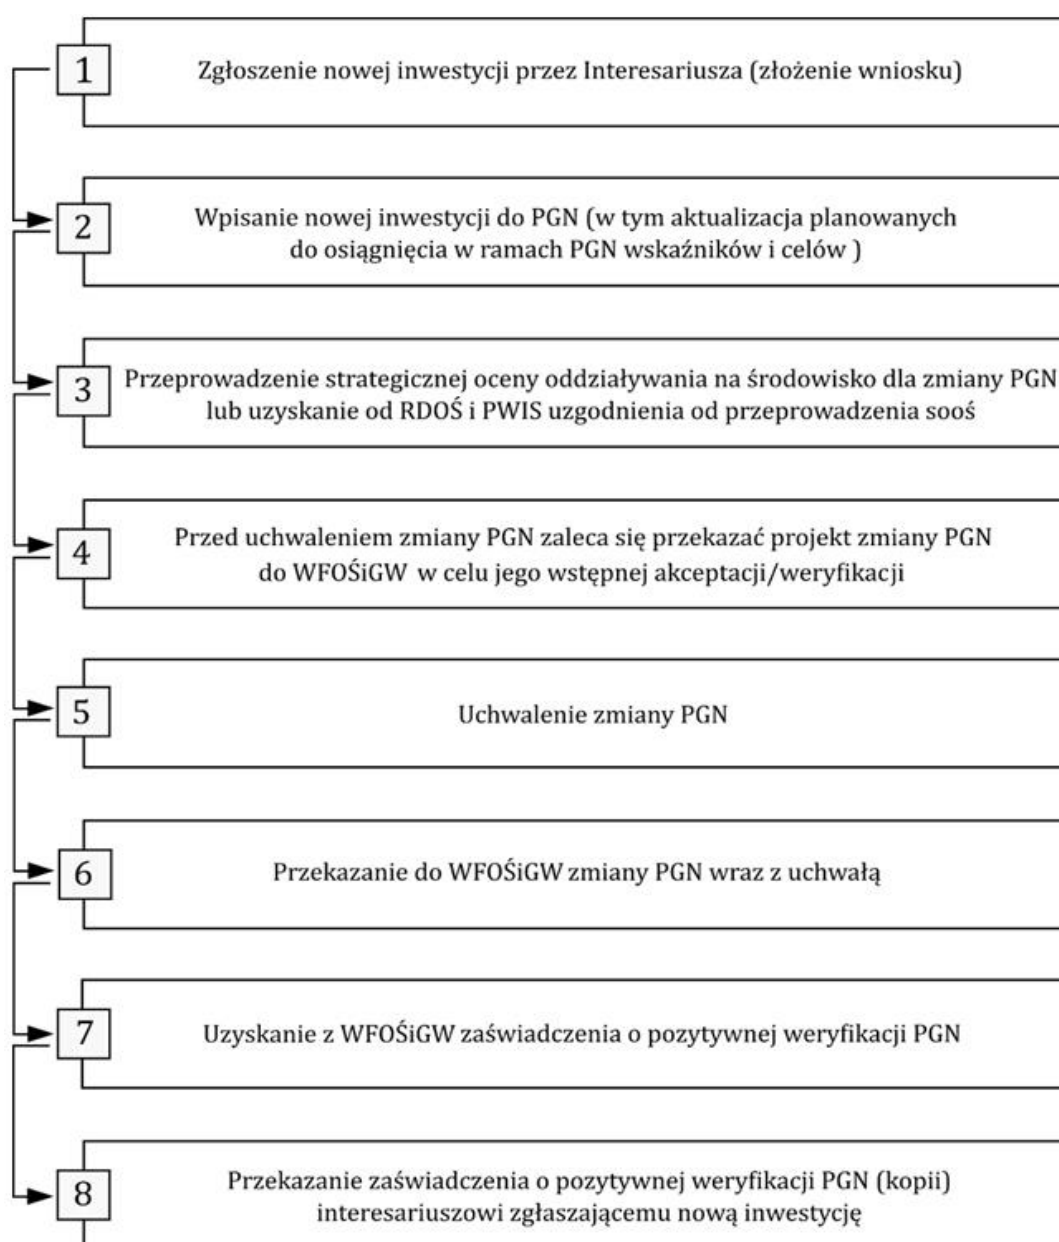 1
Zgłoszenie nowej inwestycji przez Interesariusza (złożenie wniosku)
2
Wpisanie nowej inwestycji do PGN (w tym aktualizacja planowanych
do osiągnięcia w ramach PGN wskaźników i celów )
3
Przeprowadzenie strategicznej oceny oddziaływania na środowisko dla zmiany PGN
lub uzyskanie od RDOŚ i PWIS uzgodnienia od przeprowadzenia sooś
4
Przed uchwaleniem zmiany PGN zaleca się przekazać projekt zmiany PGN
do WFOŚiGW w celu jego wstępnej akceptacji/weryfikacji
5
Uchwalenie zmiany PGN
6
Przekazanie do WFOŚiGW zmiany PGN wraz z uchwałą
7
Uzyskanie z WFOŚiGW zaświadczenia o pozytywnej weryfikacji PGN
8
Przekazanie zaświadczenia o pozytywnej weryfikacji PGN (kopii)
interesariuszowi zgłaszającemu nową inwestycję